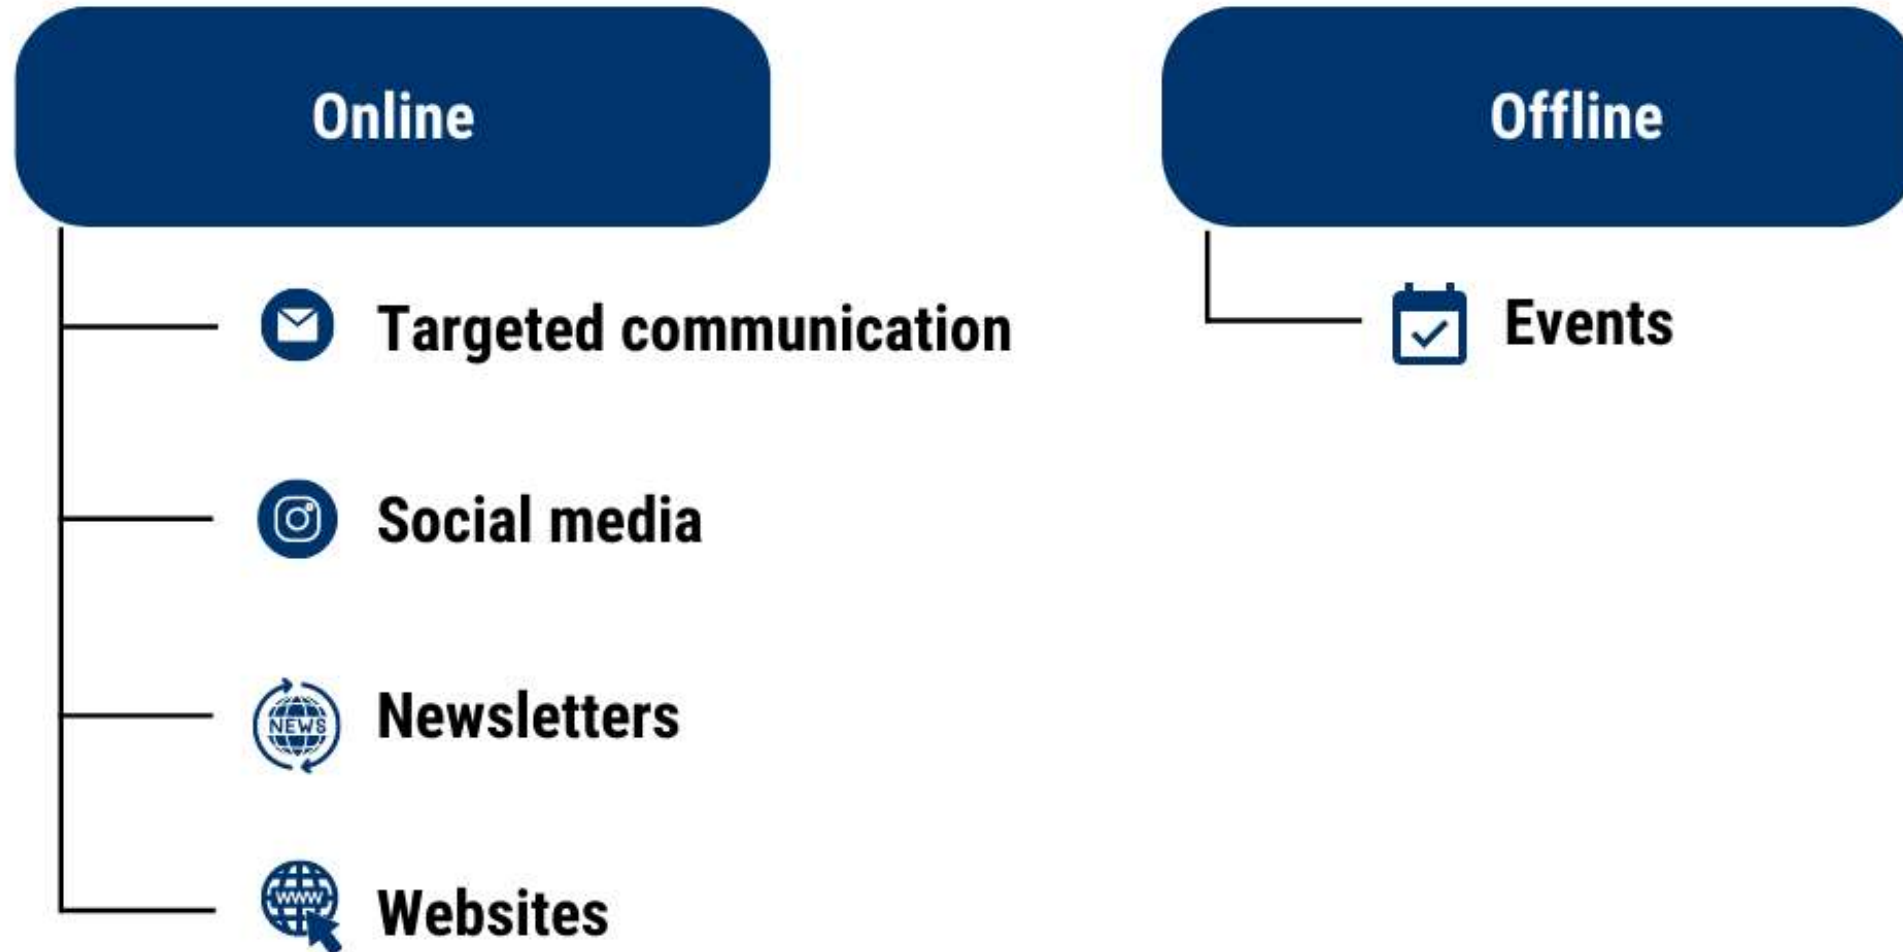 Online
Targeted communication
Social media
NEWS
Newsletters
www
Websites
Offline
Events